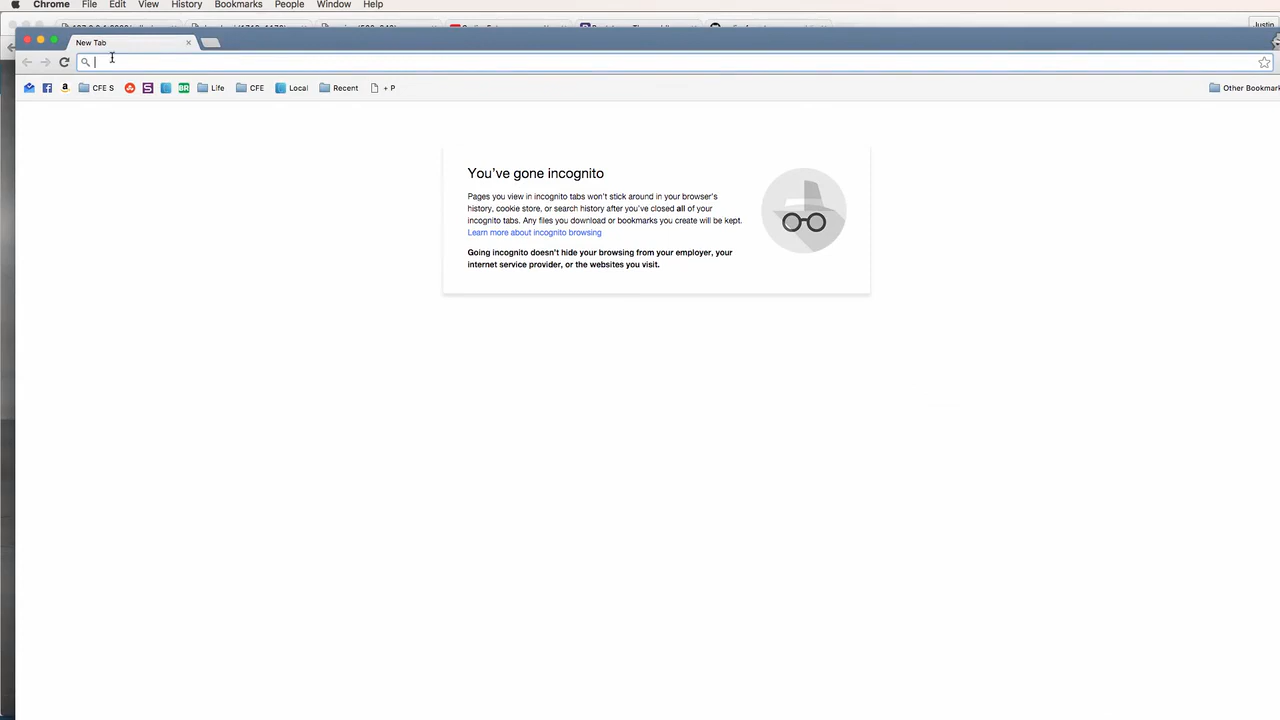 Chrome File Edit View History Bookmarks People Window Help
Justin
New Tab
CFE S Life CFE Local Recent + P Other Bookmark
You've gone incognito
Pages you view in incognito tabs won't stick around in your browser's
history, cookie store, or search history after you've closed all of your
incognito tabs. Any files you download or bookmarks you create will be kept.
Learn more about incognito browsing
Going incognito doesn't hide your browsing from your employer, your
internet service provider, or the websites you visit.